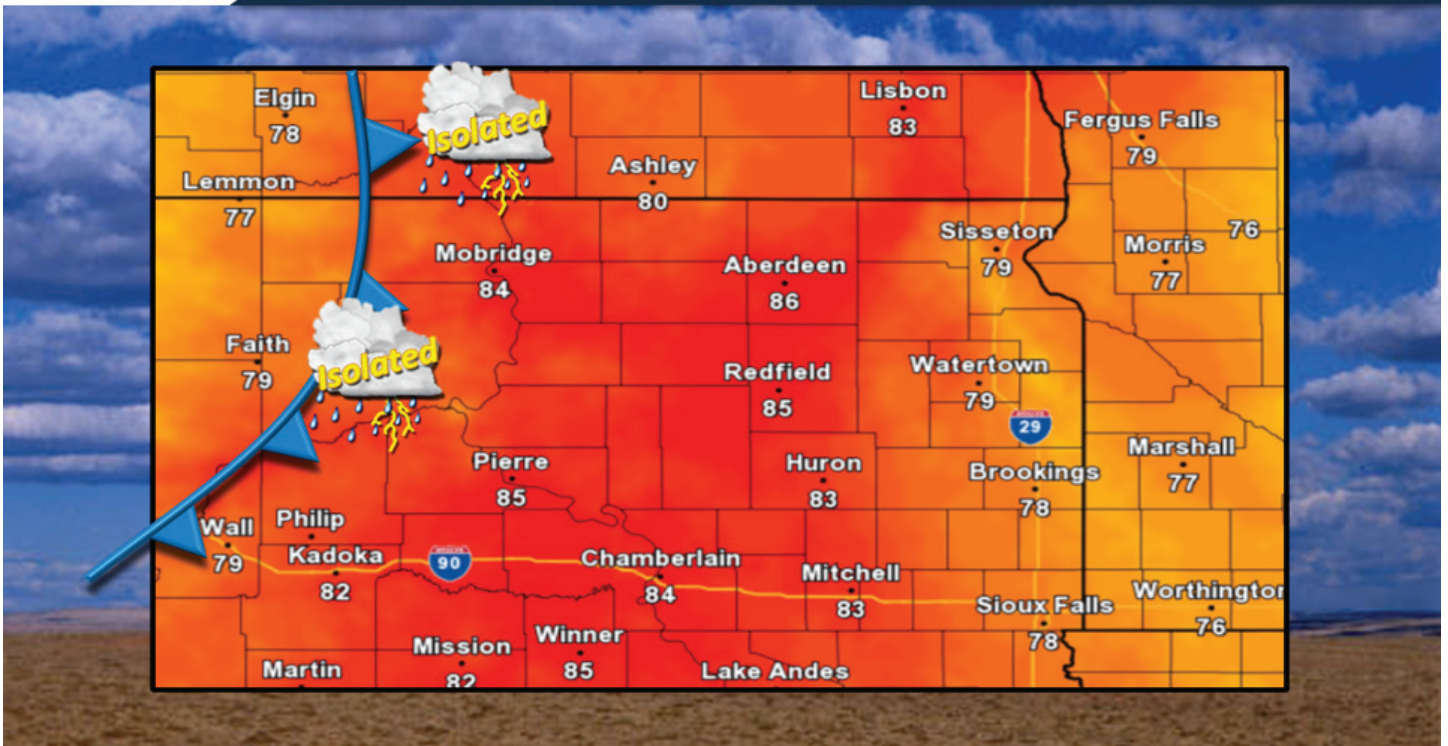 Elgin
78
Isolated
Lisbon
83
Fergus Falls
79
Ashley
80
Lemmon
77
Mobridge
84
Aberdeen
86
Sisseton
79
Morris
77
76
Faith
79
Isolated
Redfield
85
Watertown
79
29
Pierre
85
Huron
83
Brookings
78
Marshall
77
Wall
79
Philip
Kadoka
82
90
Chamberlain
84
Mitchell
83
Sioux Falls
78
Worthington
76
Mission
82
Winner
85
Martin
Lake Andes